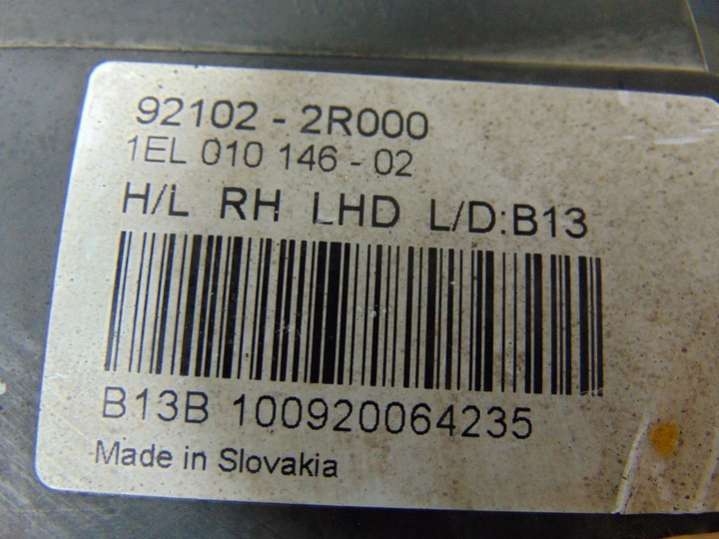 92102 - 2R000
1EL 010 146 - 02
H/L RH LHD L/D:B13
B13B 100920064235
Made in Slovakia